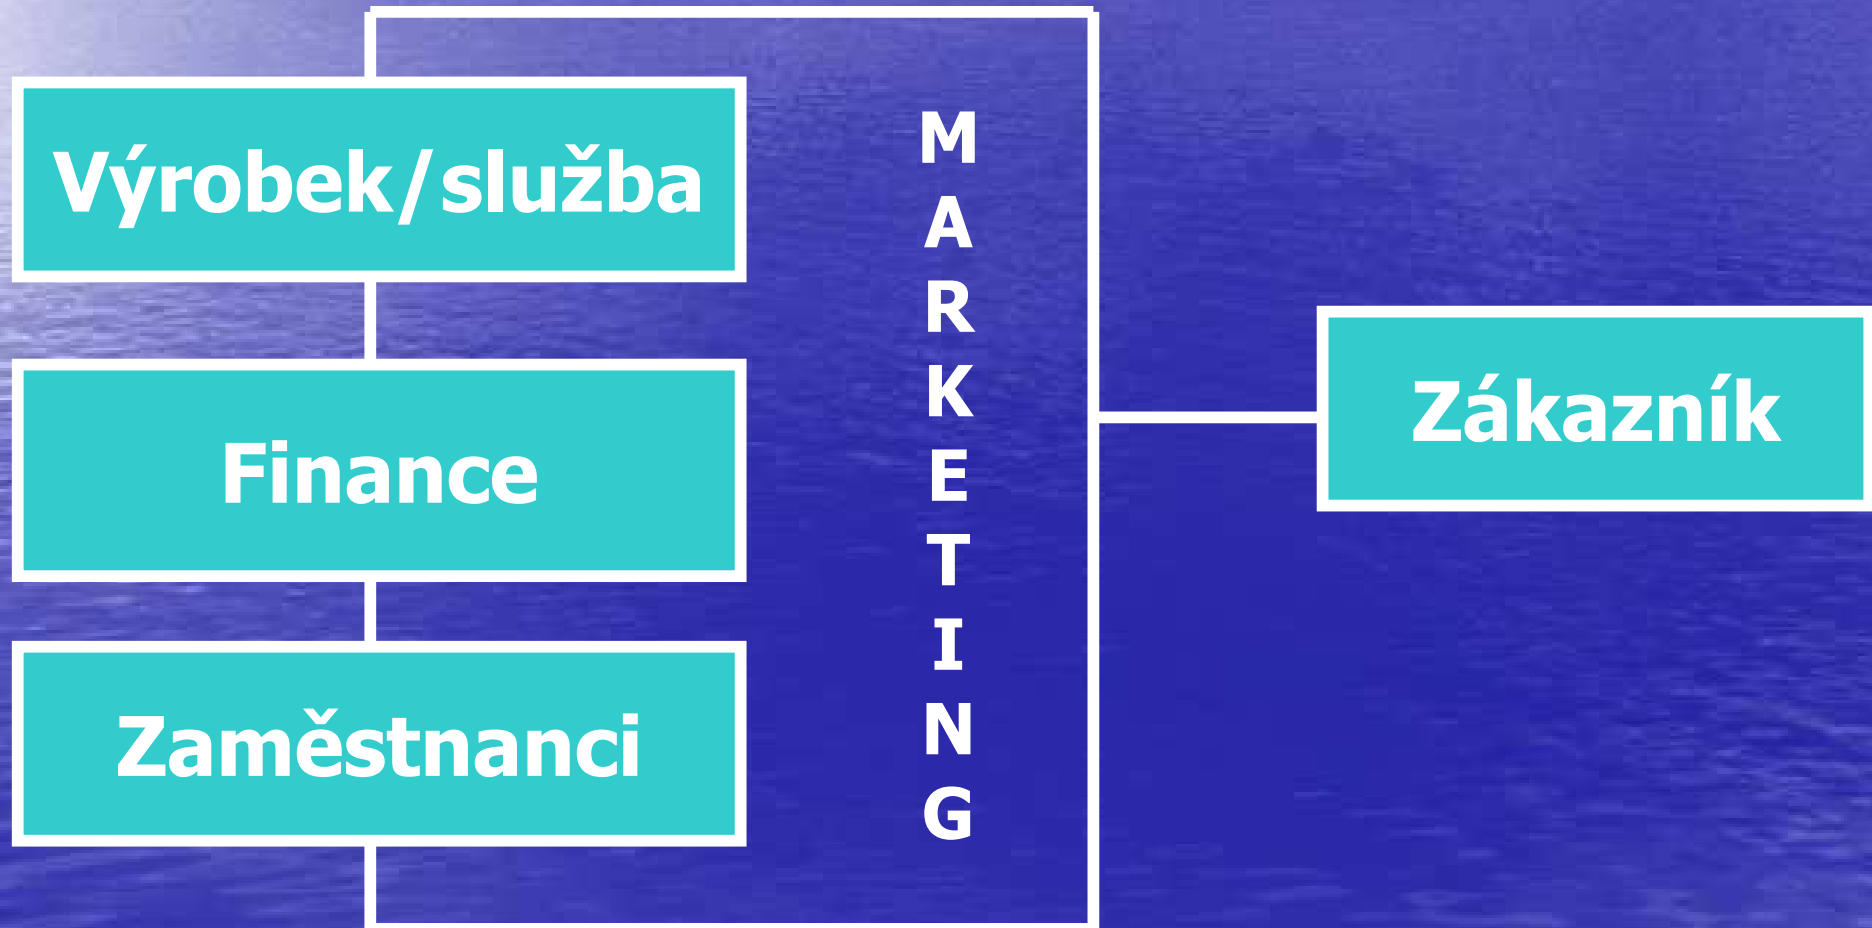 Výrobek/služba
Finance
Zaměstnanci
M
A
R
K
E
T
I
N
G
Zákazník